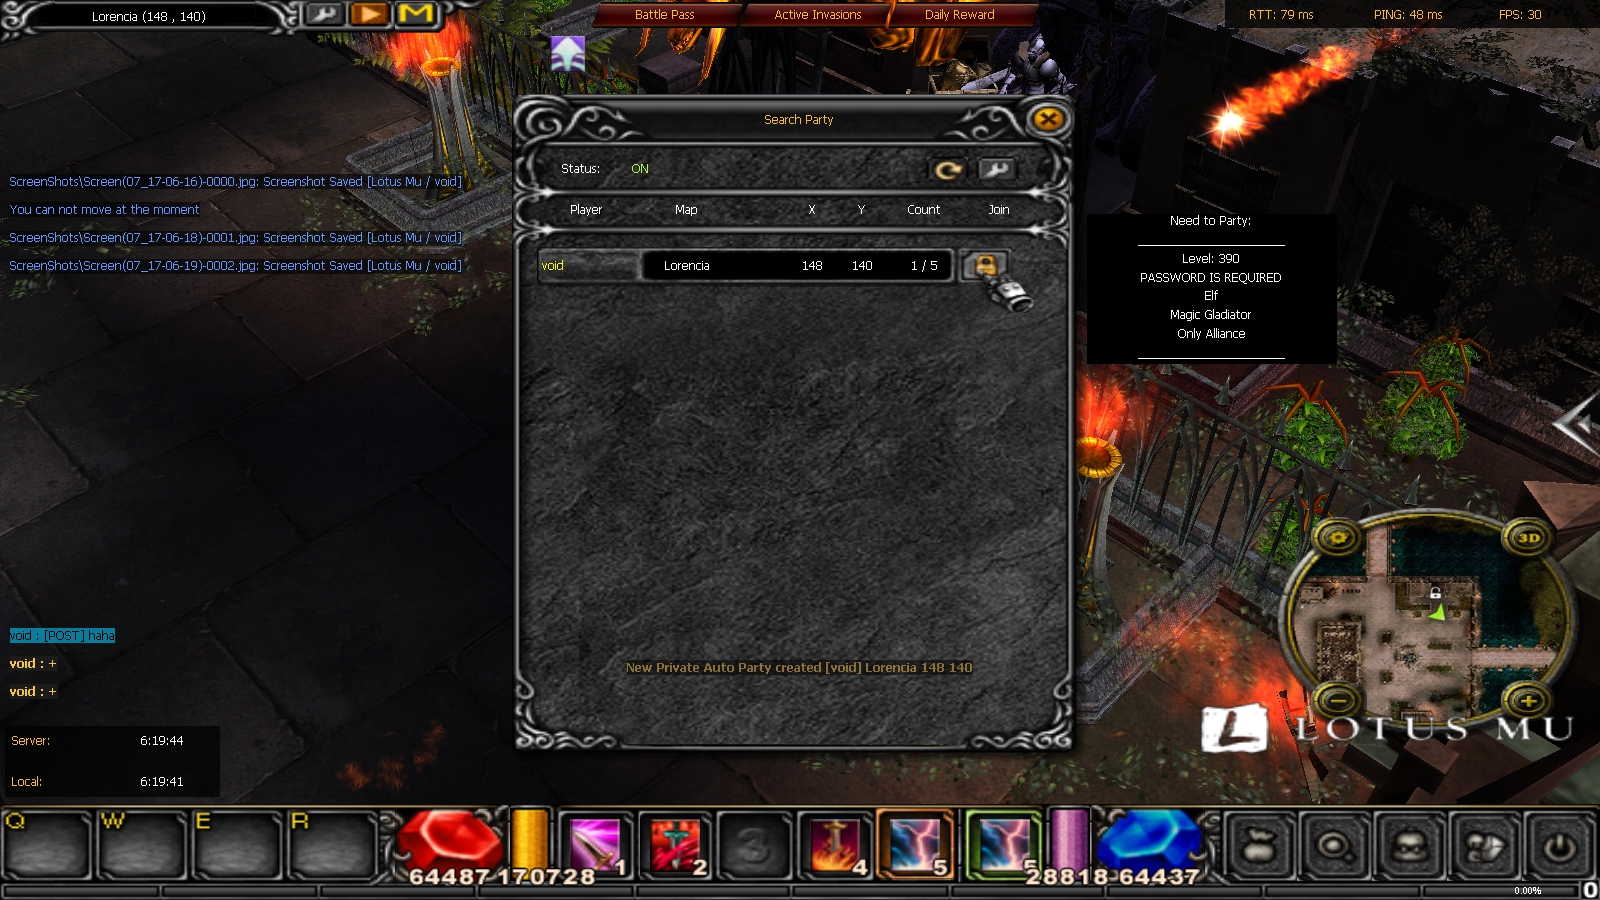 Lorencia (148 , 140)
Battle Pass
Active Invasions
Daily Reward
RTT: 79 ms
PING: 48 ms
FPS: 30
Search Party
Status: ON
Player Map X Y Count Join
void Lorencia 148 140 1 / 5
ScreenShots\Screen(07_17-06-16)-0000.jpg: Screenshot Saved [Lotus Mu / void]
You can not move at the moment
ScreenShots\Screen(07_17-06-18)-0001.jpg: Screenshot Saved [Lotus Mu / void]
ScreenShots\Screen(07_17-06-19)-0002.jpg: Screenshot Saved [Lotus Mu / void]
Need to Party:
Level: 390
PASSWORD IS REQUIRED
Elf
Magic Gladiator
Only Alliance
3D
void : [POST] haha
void : +
void : +
New Private Auto Party created [void] Lorencia 148 140
LOTUS MU
Server: 6:19:44
Local: 6:19:41
Q W E R
1 2 3 4 5 5
64487 170728
28818 64437
0.00%
0